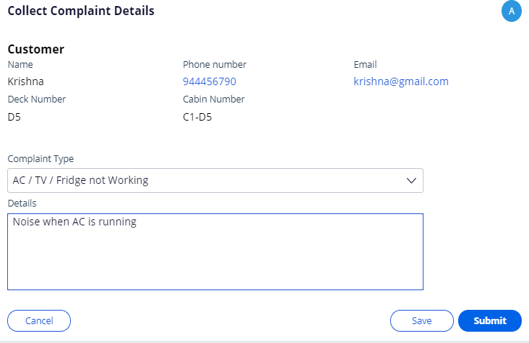 Collect Complaint Details
A
Customer
Name Phone number Email
Krishna 944456790 krishna@gmail.com
Deck Number Cabin Number
D5 C1-D5
Complaint Type
AC / TV / Fridge not Working
Details
Noise when AC is running
Cancel Save Submit